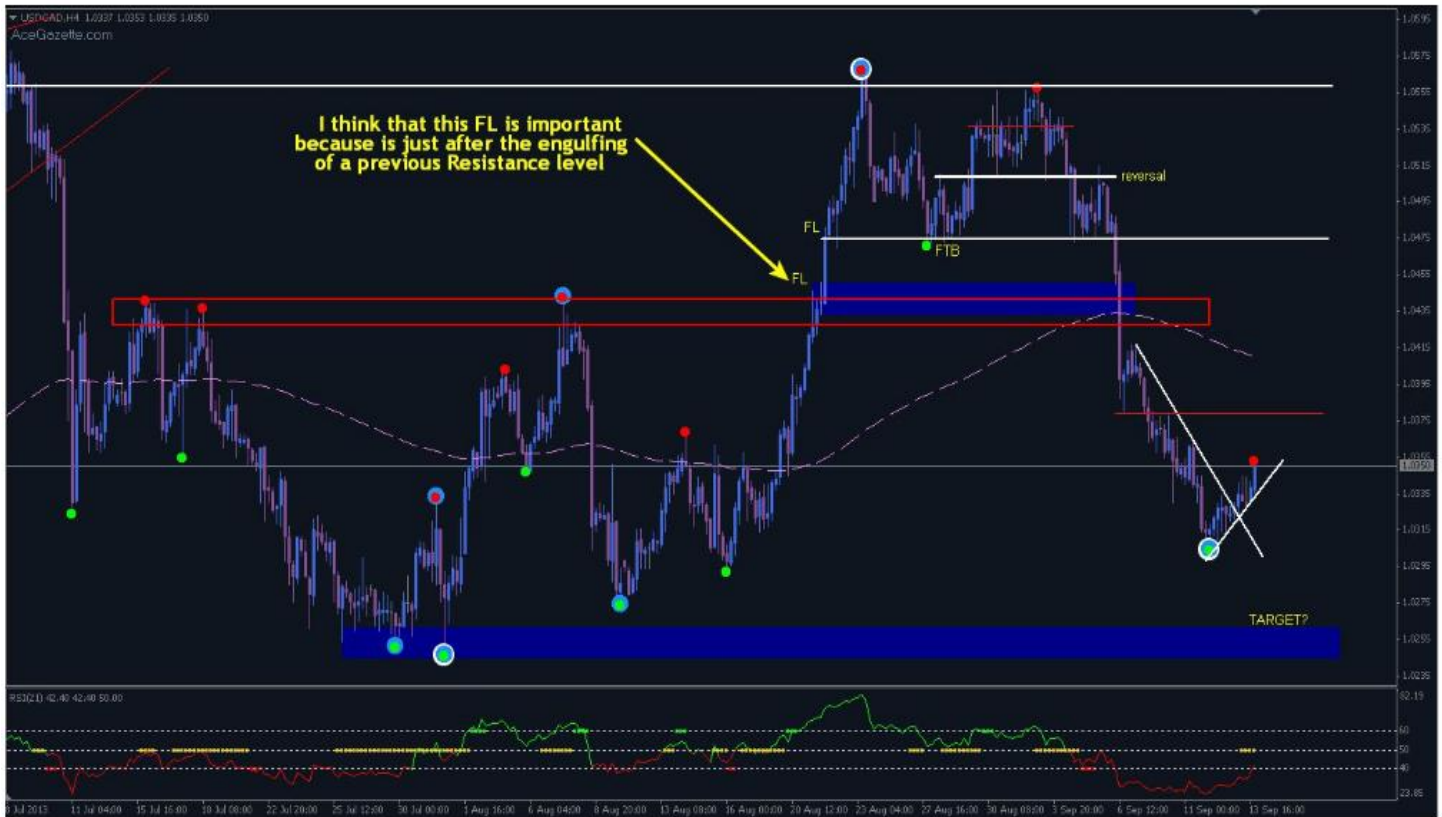 USDCAD,H4 1.0337 1.0353 1.0335 1.0350
AceGazette.com
I think that this FL is important
because is just after the engulfing
of a previous Resistance level
reversal
FL
FTB
FL
TARGET?
1.0595
1.0575
1.0555
1.0535
1.0515
1.0495
1.0475
1.0455
1.0435
1.0415
1.0395
1.0375
1.0355
1.0350
1.0335
1.0315
1.0295
1.0275
1.0255
1.0235
RSI(21) 42.40 42.40 50.00
82.19
60
50
40
23.85
Jul 2013 11 Jul 04:00 15 Jul 16:00 18 Jul 08:00 22 Jul 20:00 25 Jul 12:00 30 Jul 00:00 1 Aug 16:00 6 Aug 04:00 8 Aug 20:00 13 Aug 08:00 16 Aug 00:00 20 Aug 12:00 23 Aug 04:00 27 Aug 16:00 30 Aug 08:00 3 Sep 20:00 6 Sep 12:00 11 Sep 00:00 13 Sep 16:00